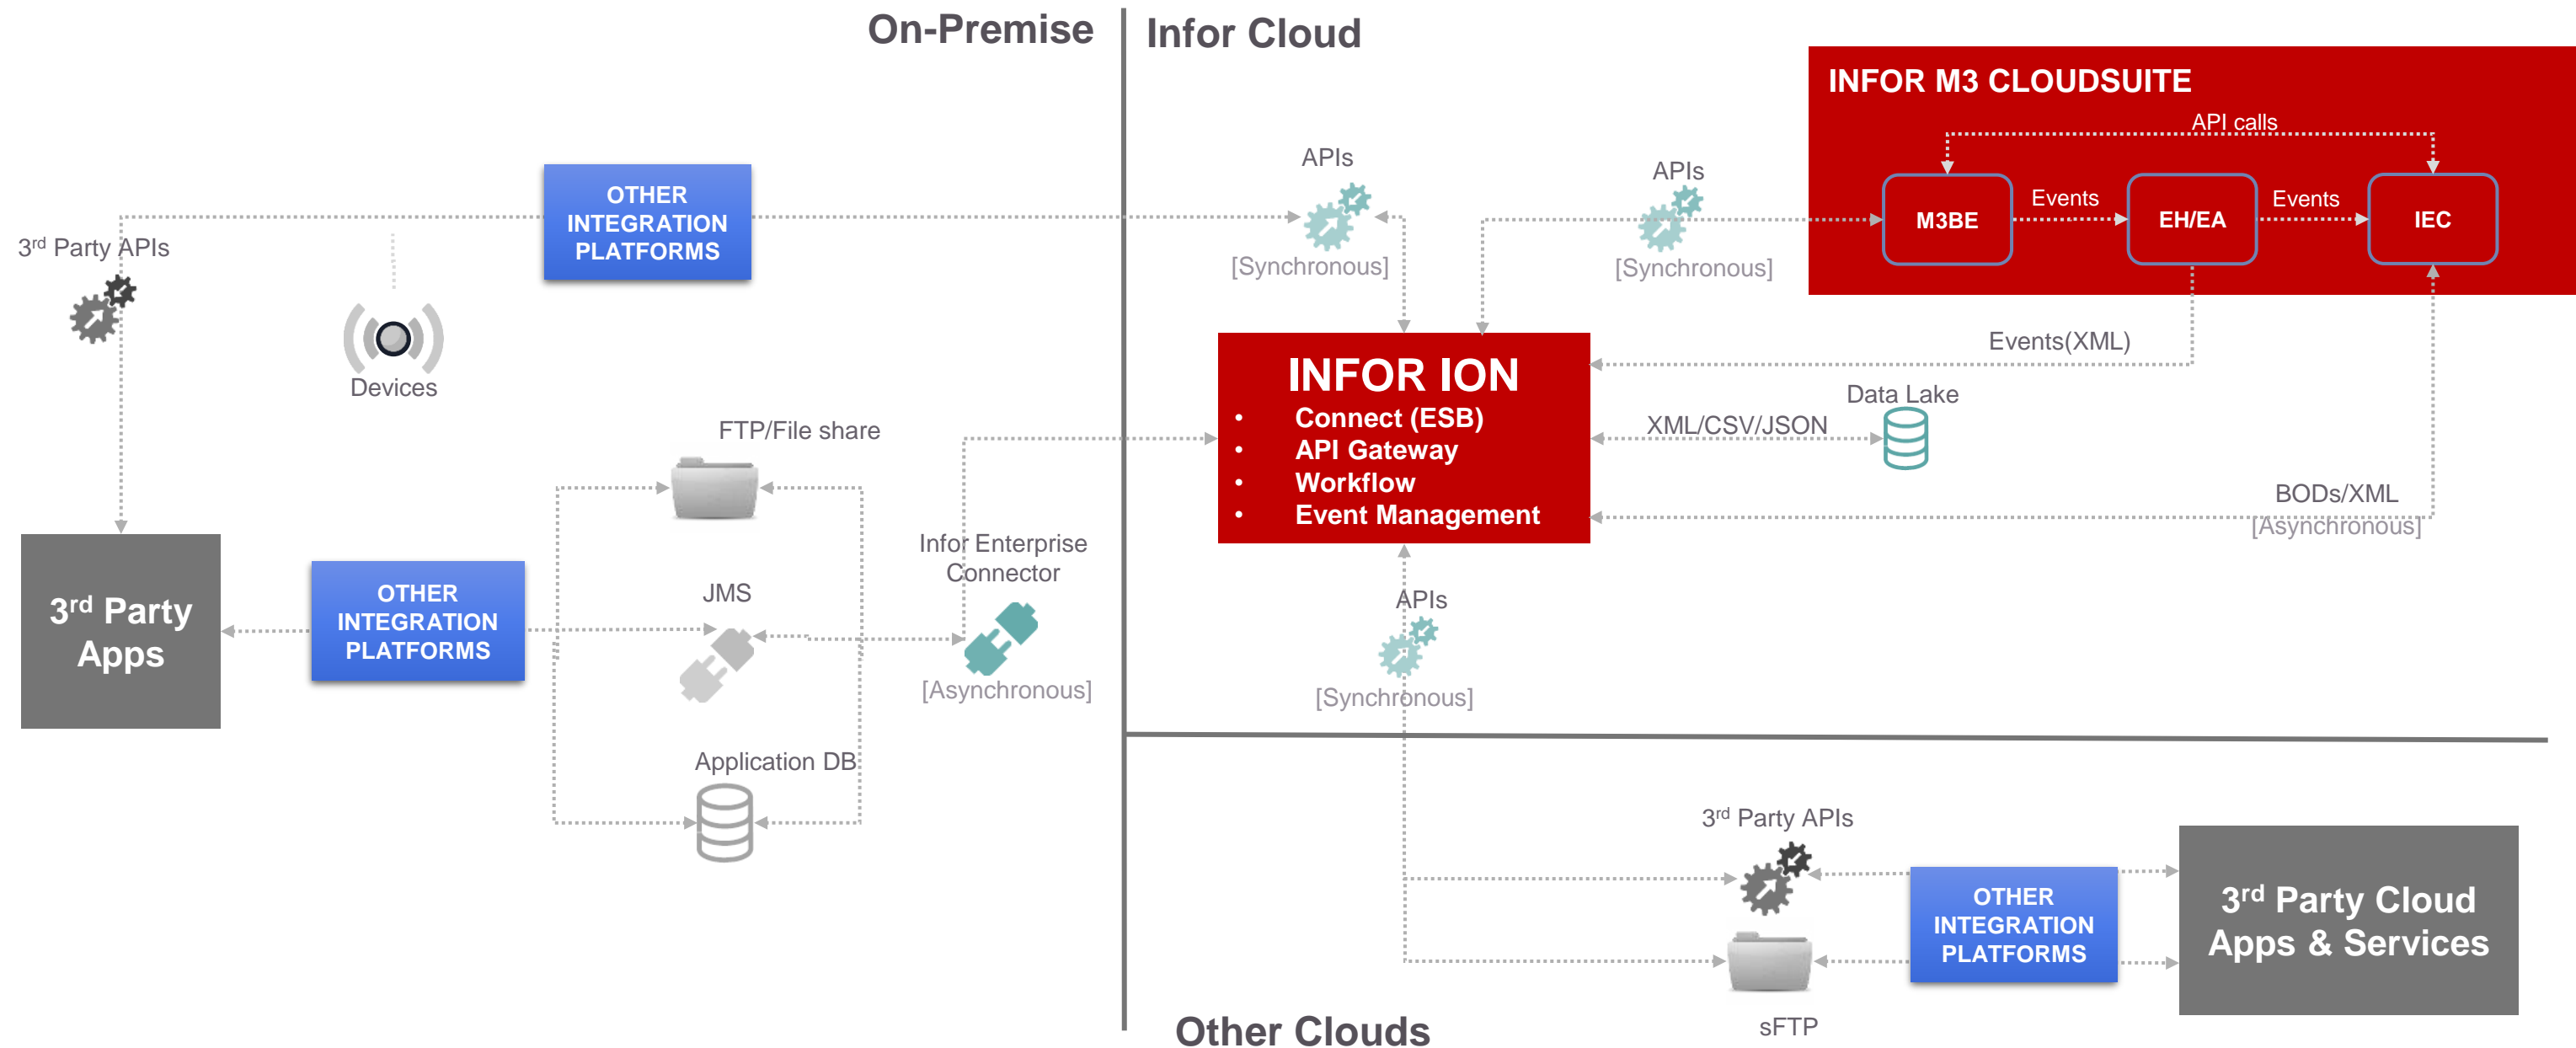 On-Premise
Infor Cloud
INFOR M3 CLOUDSUITE
API calls
M3BE
Events
EH/EA
Events
IEC
APIs
[Synchronous]
APIs
[Synchronous]
OTHER
INTEGRATION
PLATFORMS
3rd Party APIs
Devices
FTP/File share
JMS
Application DB
Infor Enterprise
Connector
[Asynchronous]
3rd Party
Apps
OTHER
INTEGRATION
PLATFORMS
INFOR ION
• Connect (ESB)
• API Gateway
• Workflow
• Event Management
Events(XML)
Data Lake
XML/CSV/JSON
BODs/XML
[Asynchronous]
APIs
[Synchronous]
3rd Party APIs
OTHER
INTEGRATION
PLATFORMS
3rd Party Cloud
Apps & Services
sFTP
Other Clouds